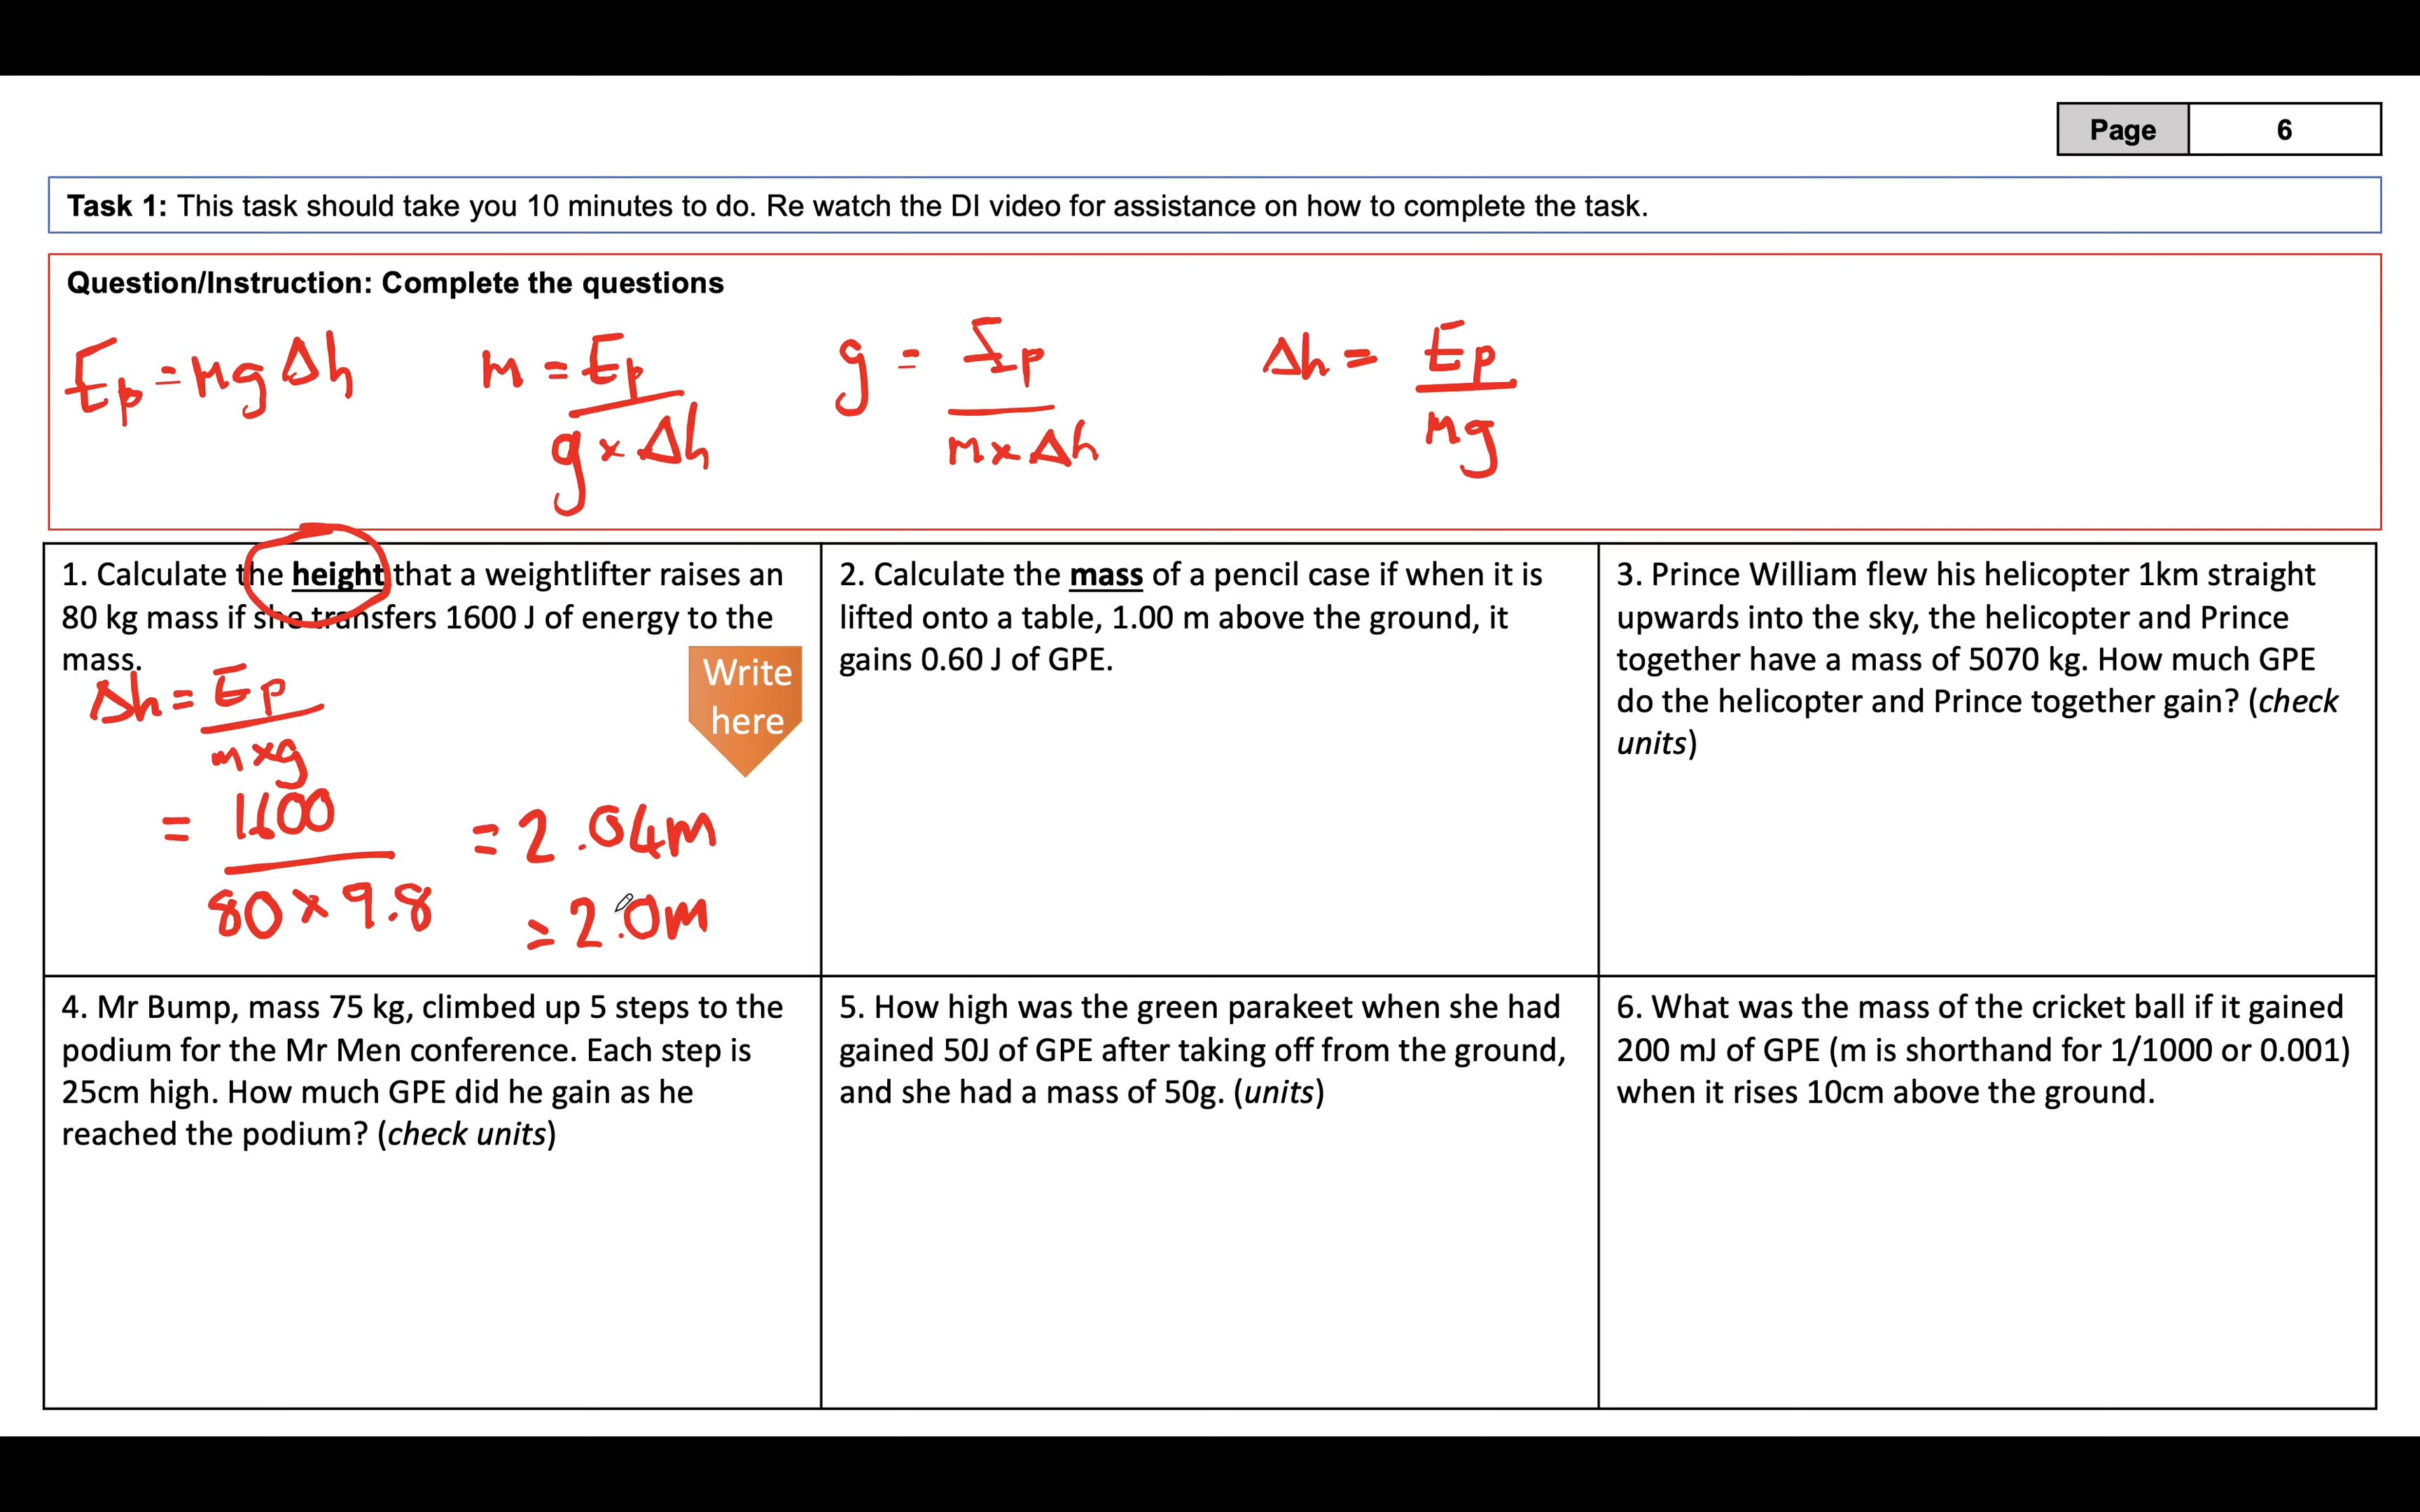 Page 6
Task 1: This task should take you 10 minutes to do. Re watch the DI video for assistance on how to complete the task.
Question/Instruction: Complete the questions
Ep = mgΔh
m = Ep / g × Δh
g = Ep / m × Δh
Δh = Ep / mg
1. Calculate the height that a weightlifter raises an
80 kg mass if she transfers 1600 J of energy to the
mass.
Write
here
Δh = Ep / m × g
= 1600 / 80 × 9.8
= 2.04m
= 2.0m
2. Calculate the mass of a pencil case if when it is
lifted onto a table, 1.00 m above the ground, it
gains 0.60 J of GPE.
3. Prince William flew his helicopter 1km straight
upwards into the sky, the helicopter and Prince
together have a mass of 5070 kg. How much GPE
do the helicopter and Prince together gain? (check
units)
4. Mr Bump, mass 75 kg, climbed up 5 steps to the
podium for the Mr Men conference. Each step is
25cm high. How much GPE did he gain as he
reached the podium? (check units)
5. How high was the green parakeet when she had
gained 50J of GPE after taking off from the ground,
and she had a mass of 50g. (units)
6. What was the mass of the cricket ball if it gained
200 mJ of GPE (m is shorthand for 1/1000 or 0.001)
when it rises 10cm above the ground.